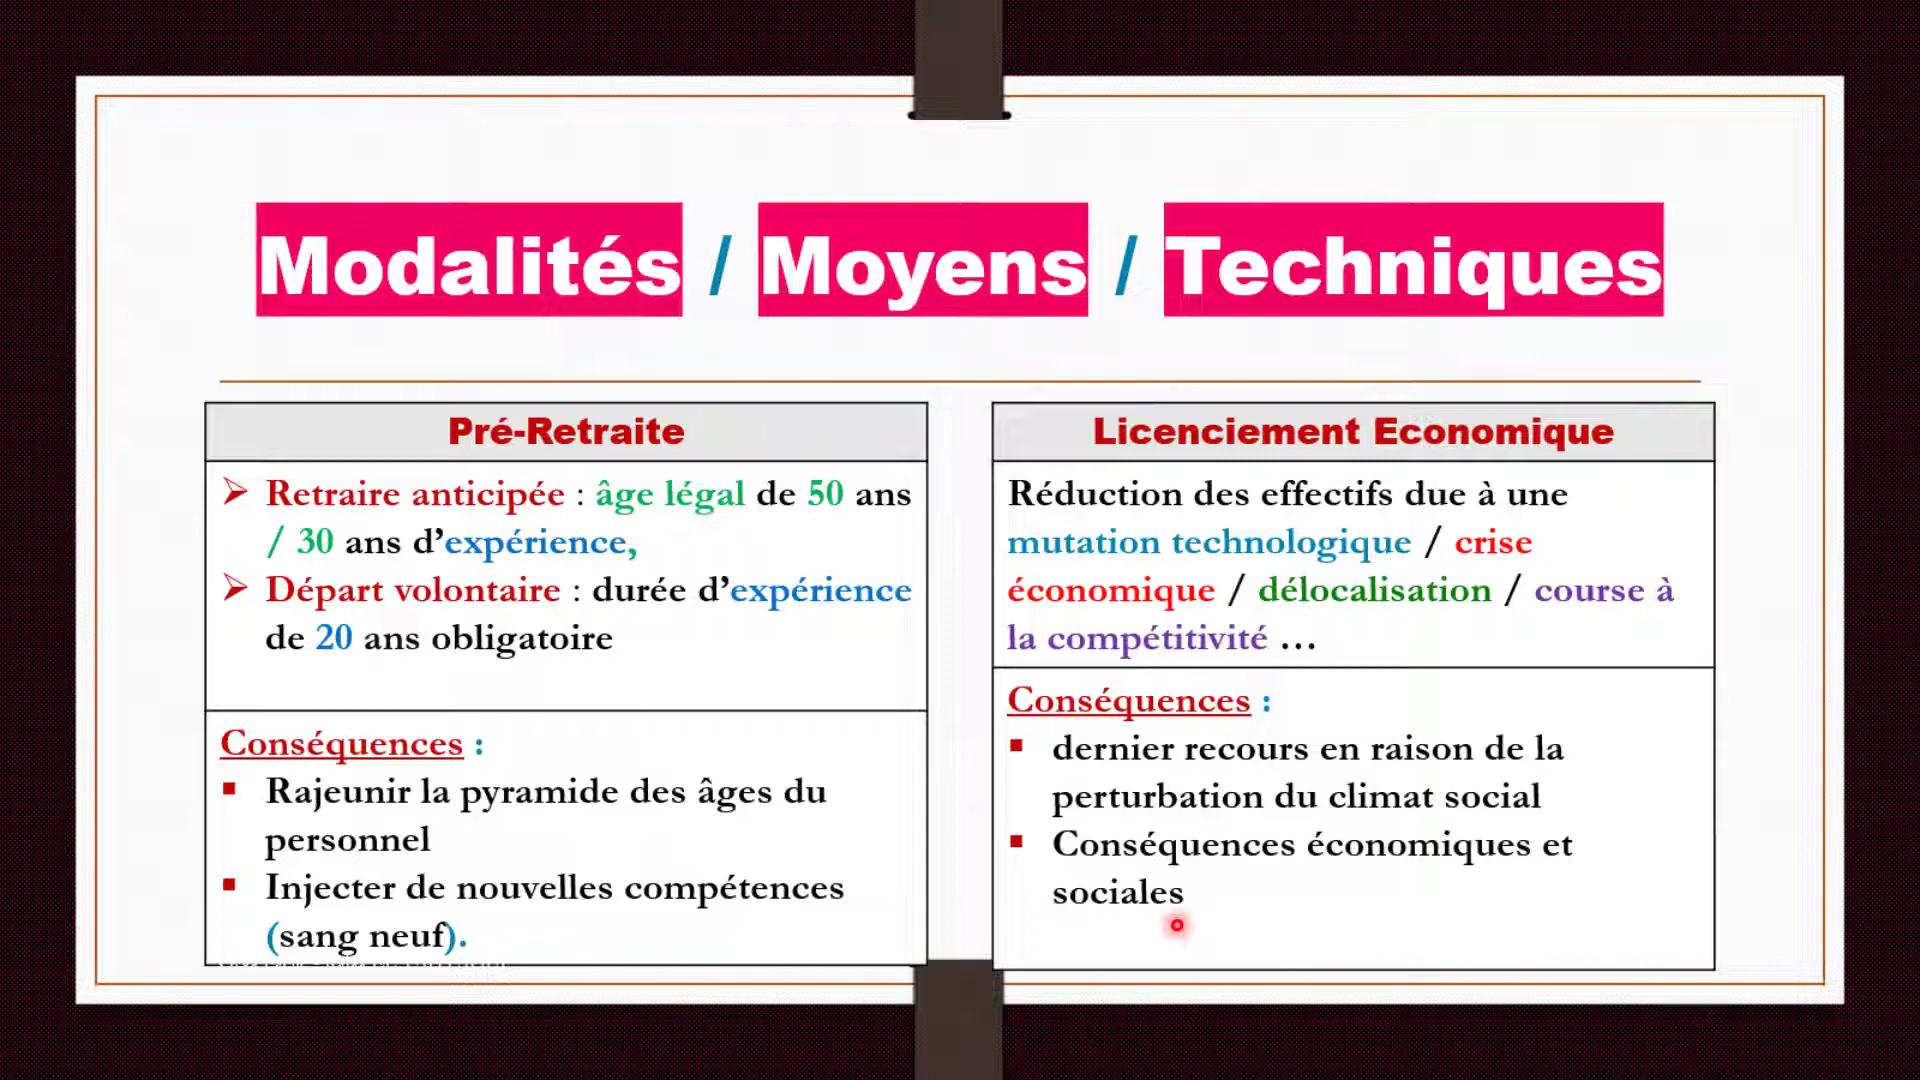 Modalités / Moyens / Techniques
Pré-Retraite
Retraire anticipée : âge légal de 50 ans
/ 30 ans d’expérience,
Départ volontaire : durée d’expérience
de 20 ans obligatoire
Conséquences :
Rajeunir la pyramide des âges du
personnel
Injecter de nouvelles compétences
(sang neuf).
Licenciement Economique
Réduction des effectifs due à une
mutation technologique / crise
économique / délocalisation / course à
la compétitivité …
Conséquences :
dernier recours en raison de la
perturbation du climat social
Conséquences économiques et
sociales